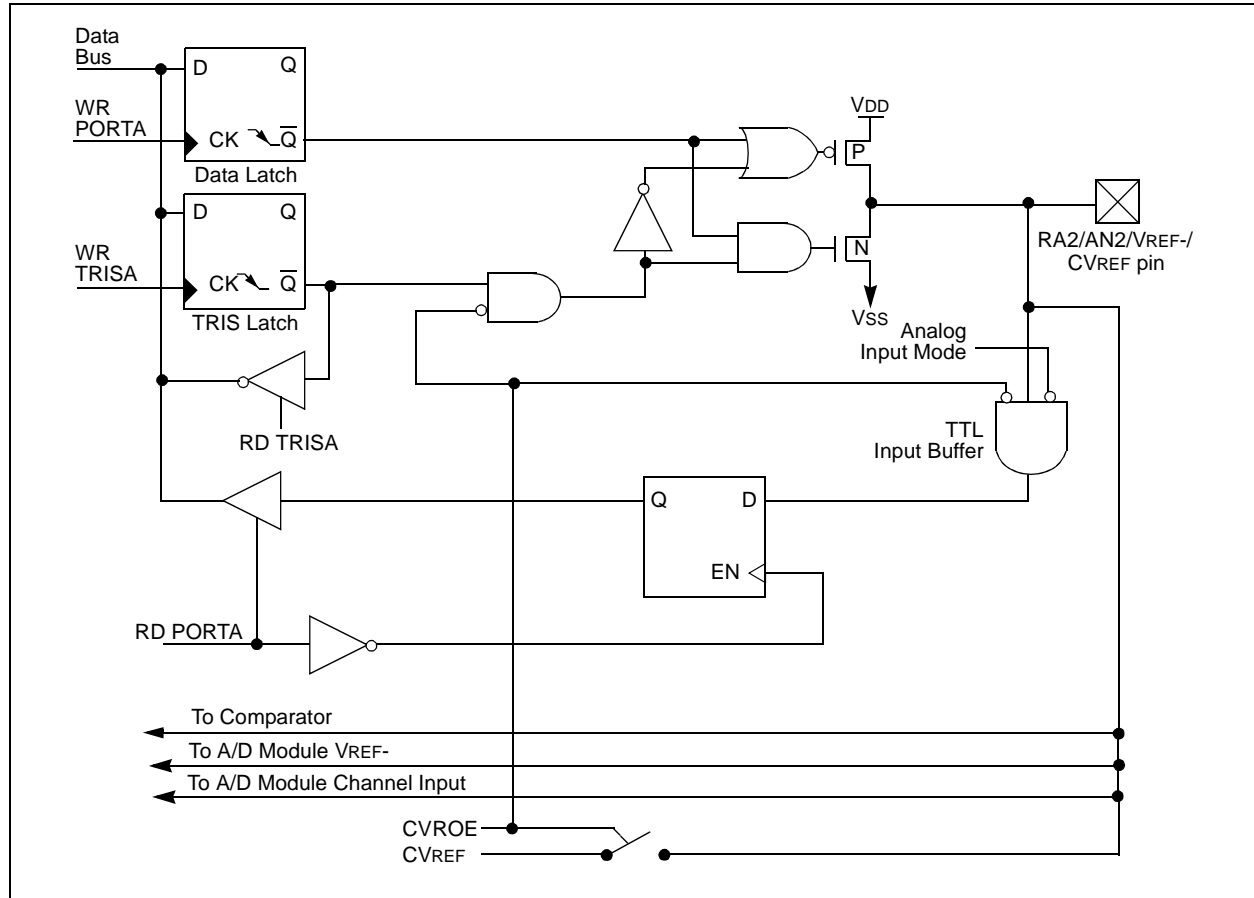 Data
Bus
D Q
WR
PORTA
CK Q
Data Latch
VDD
P
D Q
WR
TRISA
CK Q
TRIS Latch
N
RA2/AN2/VREF-/
CVREF pin
VSS
Analog
Input Mode
RD TRISA
TTL
Input Buffer
Q D
EN
RD PORTA
To Comparator
To A/D Module VREF-
To A/D Module Channel Input
CVROE
CVREF